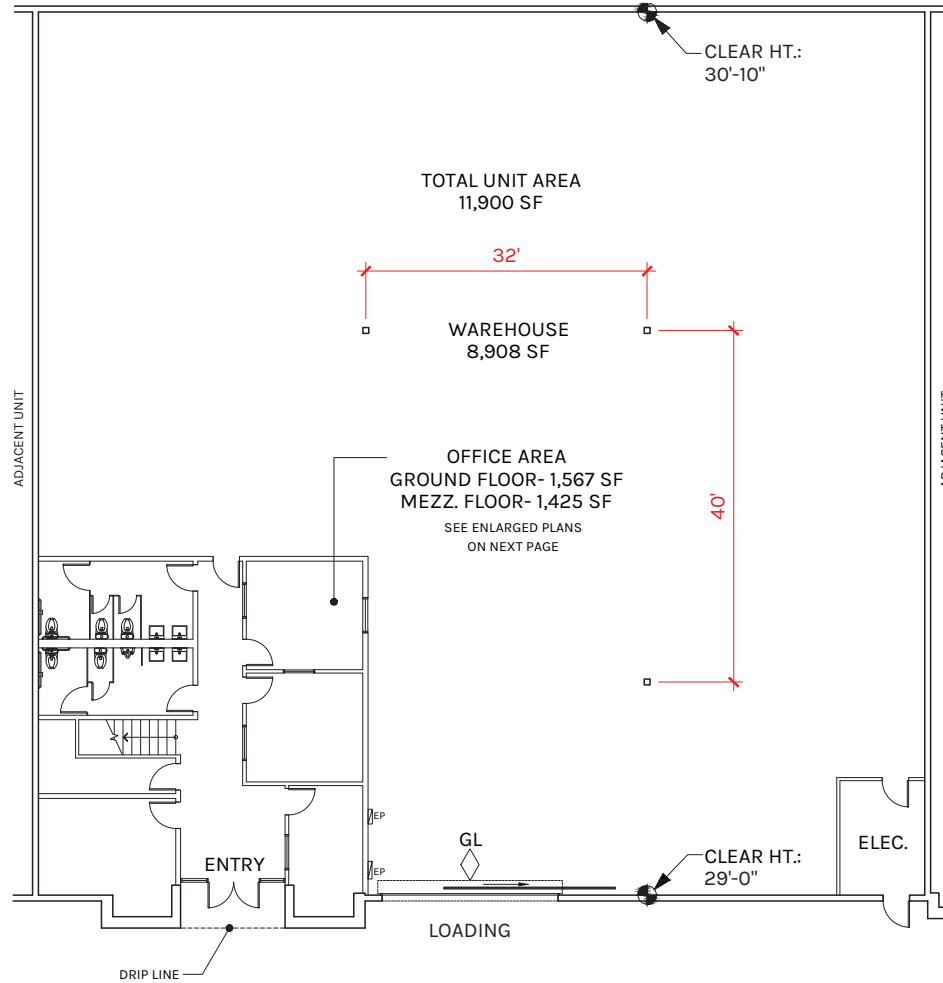 CLEAR HT.:
30'-10"
TOTAL UNIT AREA
11,900 SF
32'
WAREHOUSE
8,908 SF
ADJACENT UNIT
ADJACENT UNIT
OFFICE AREA
GROUND FLOOR- 1,567 SF
MEZZ. FLOOR- 1,425 SF
SEE ENLARGED PLANS
ON NEXT PAGE
40'
EP
EP
GL
ENTRY
CLEAR HT.:
29'-0"
ELEC.
LOADING
DRIP LINE